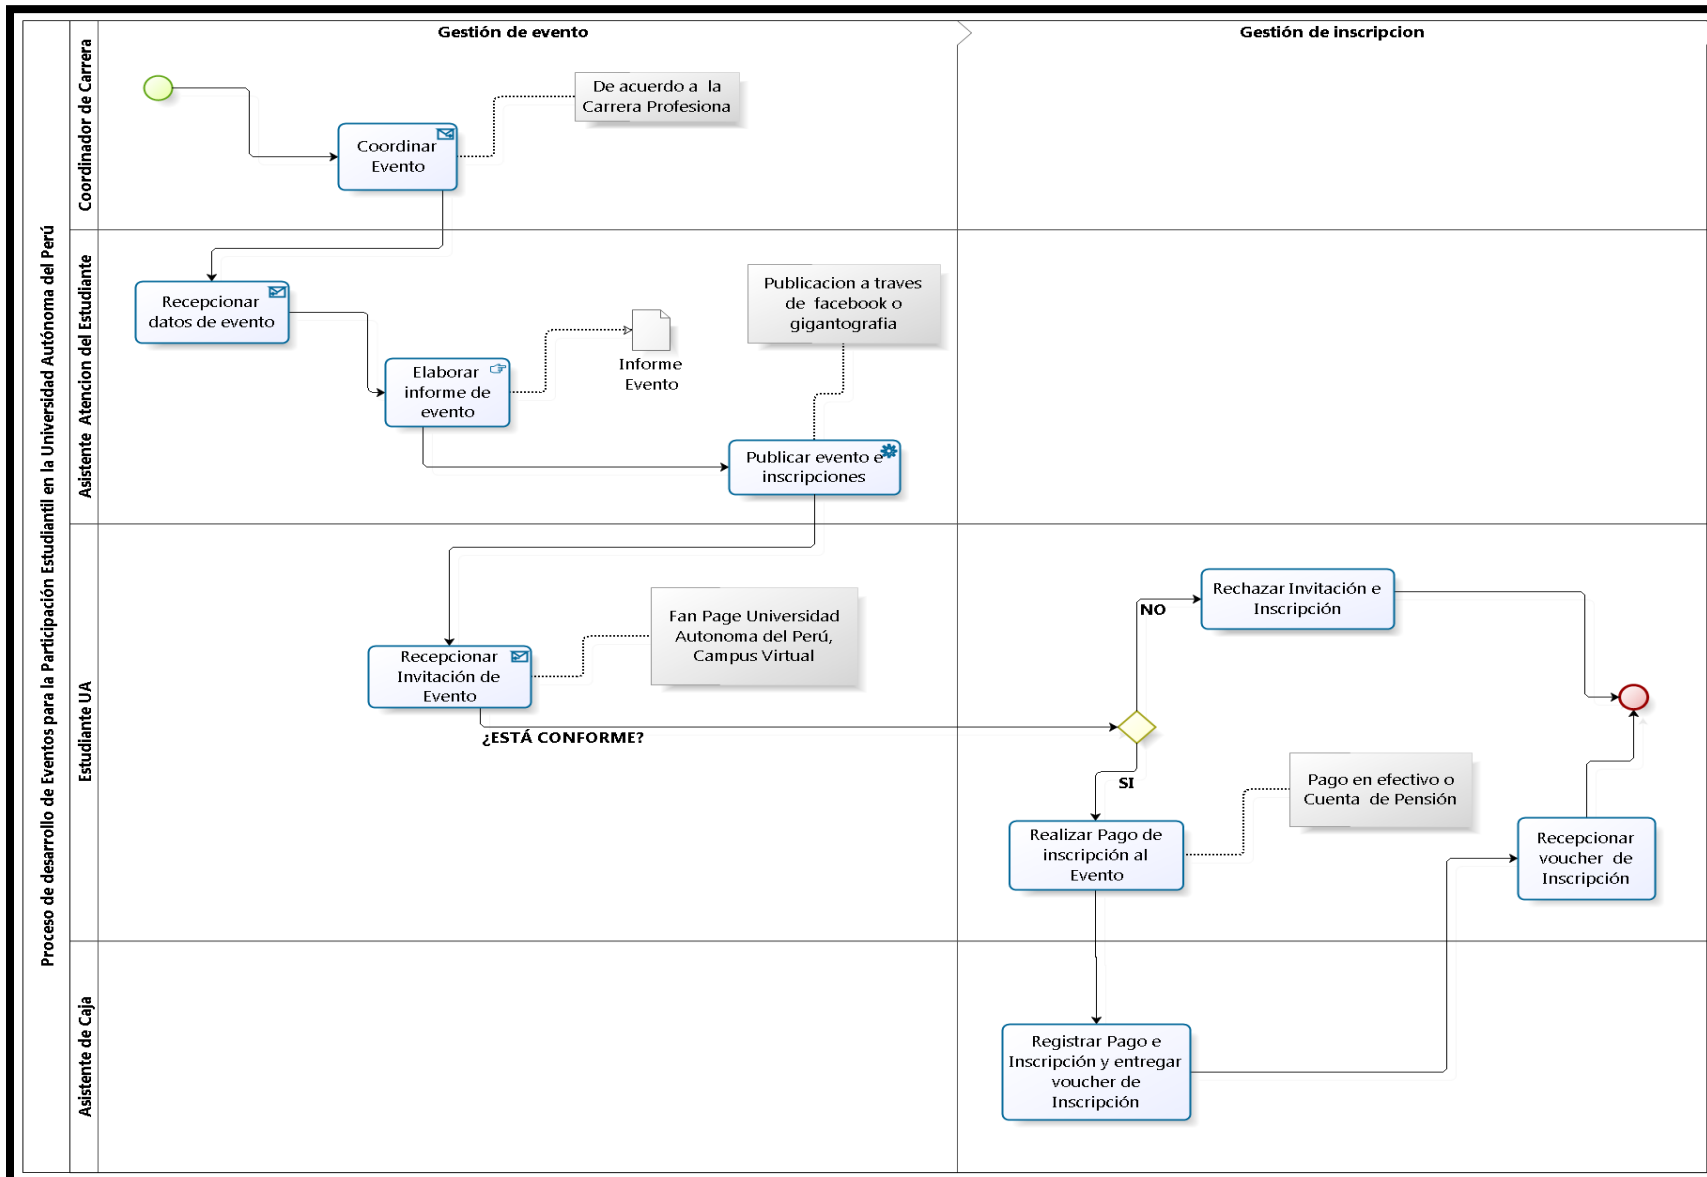 Gestión de evento
Gestión de inscripcion
Proceso de desarrollo de Eventos para la Participación Estudiantil en la Universidad Autónoma del Perú
Coordinador de Carrera
De acuerdo a la
Carrera Profesiona
Coordinar
Evento
Asistente Atencion del Estudiante
Recepcionar
datos de evento
Elaborar
informe de
evento
Informe
Evento
Publicacion a traves
de facebook o
gigantografia
Publicar evento e
inscripciones
Estudiante UA
Recepcionar
Invitación de
Evento
Fan Page Universidad
Autonoma del Perú,
Campus Virtual
¿ESTÁ CONFORME?
NO
Rechazar Invitación e
Inscripción
SI
Realizar Pago de
inscripción al
Evento
Pago en efectivo o
Cuenta de Pensión
Recepcionar
voucher de
Inscripción
Asistente de Caja
Registrar Pago e
Inscripción y entregar
voucher de
Inscripción